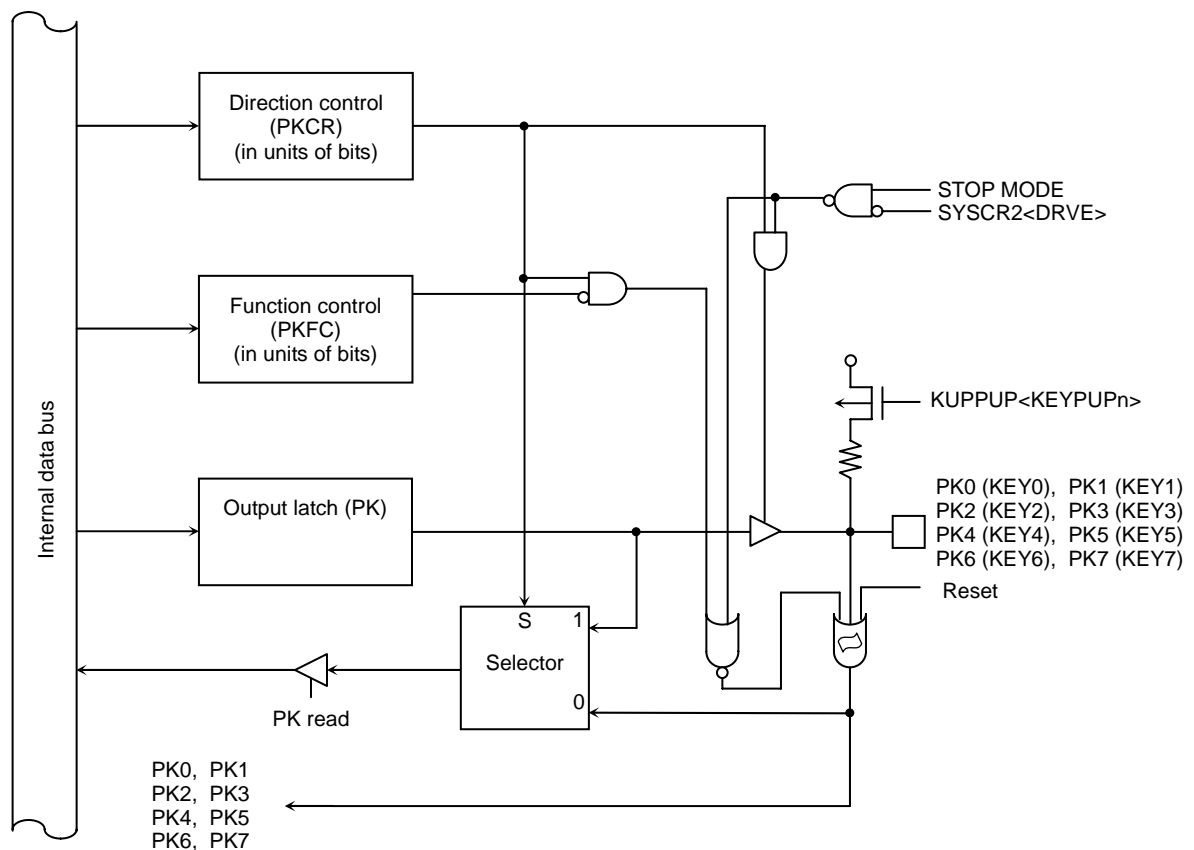 Direction control
(PKCR)
(in units of bits)
STOP MODE
SYSCR2<DRVE>
Function control
(PKFC)
(in units of bits)
KUPPUP<KEYPUPn>
Internal data bus
Output latch (PK)
PK0 (KEY0), PK1 (KEY1)
PK2 (KEY2), PK3 (KEY3)
PK4 (KEY4), PK5 (KEY5)
PK6 (KEY6), PK7 (KEY7)
Reset
S
1
Selector
0
PK read
PK0, PK1
PK2, PK3
PK4, PK5
PK6, PK7